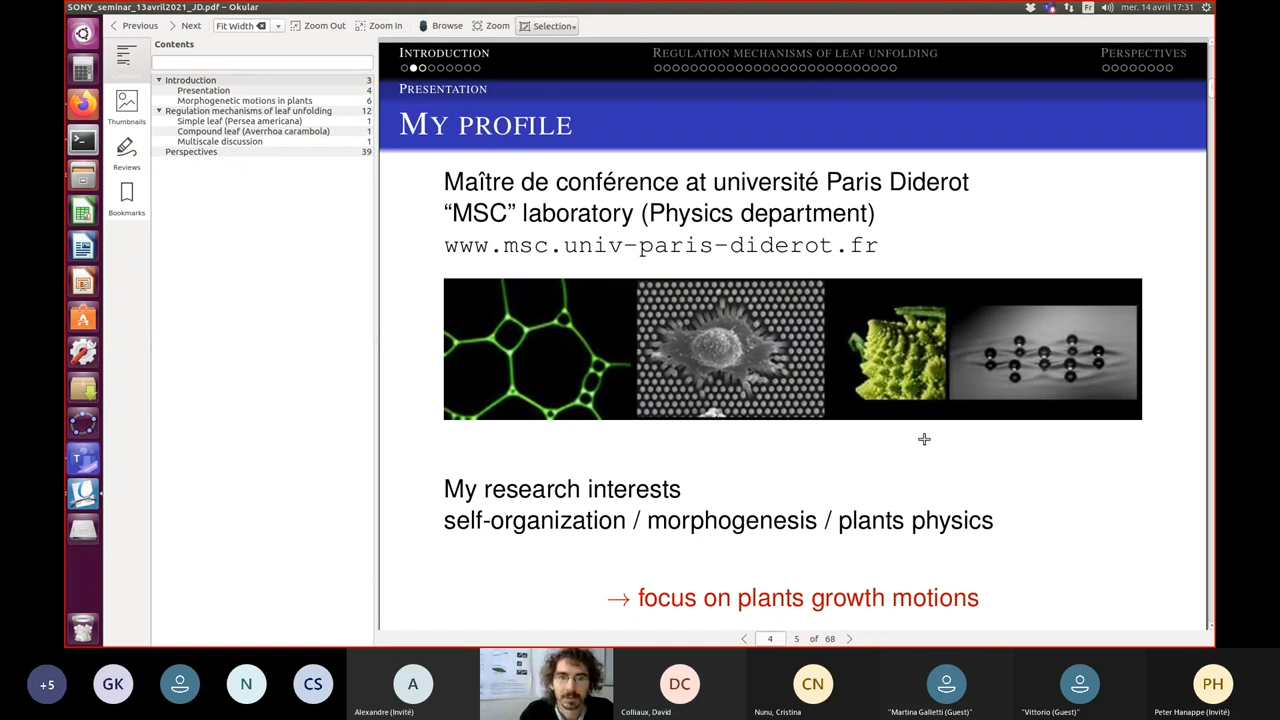 SONY_seminar_13avril2021_JD.pdf – Okular
Fr
mer. 14 avril 17:31
Previous
Next
Fit Width
Zoom Out
Zoom In
Browse
Zoom
Selection
Contents
Thumbnails
Reviews
Bookmarks
Introduction 3
Presentation 4
Morphogenetic motions in plants 6
Regulation mechanisms of leaf unfolding 12
Simple leaf (Persea americana) 1
Compound leaf (Averrhoa carambola) 1
Multiscale discussion 1
Perspectives 39
INTRODUCTION
REGULATION MECHANISMS OF LEAF UNFOLDING
PERSPECTIVES
PRESENTATION
MY PROFILE
Maître de conférence at université Paris Diderot
“MSC” laboratory (Physics department)
www.msc.univ-paris-diderot.fr
My research interests
self-organization / morphogenesis / plants physics
→ focus on plants growth motions
4 5 of 68
+5
GK
N
CS
A
Alexandre (Invité)
DC
Colliaux, David
CN
Nunu, Cristina
"Martina Galletti (Guest)"
"Vittorio (Guest)"
PH
Peter Hanappe (Invité)